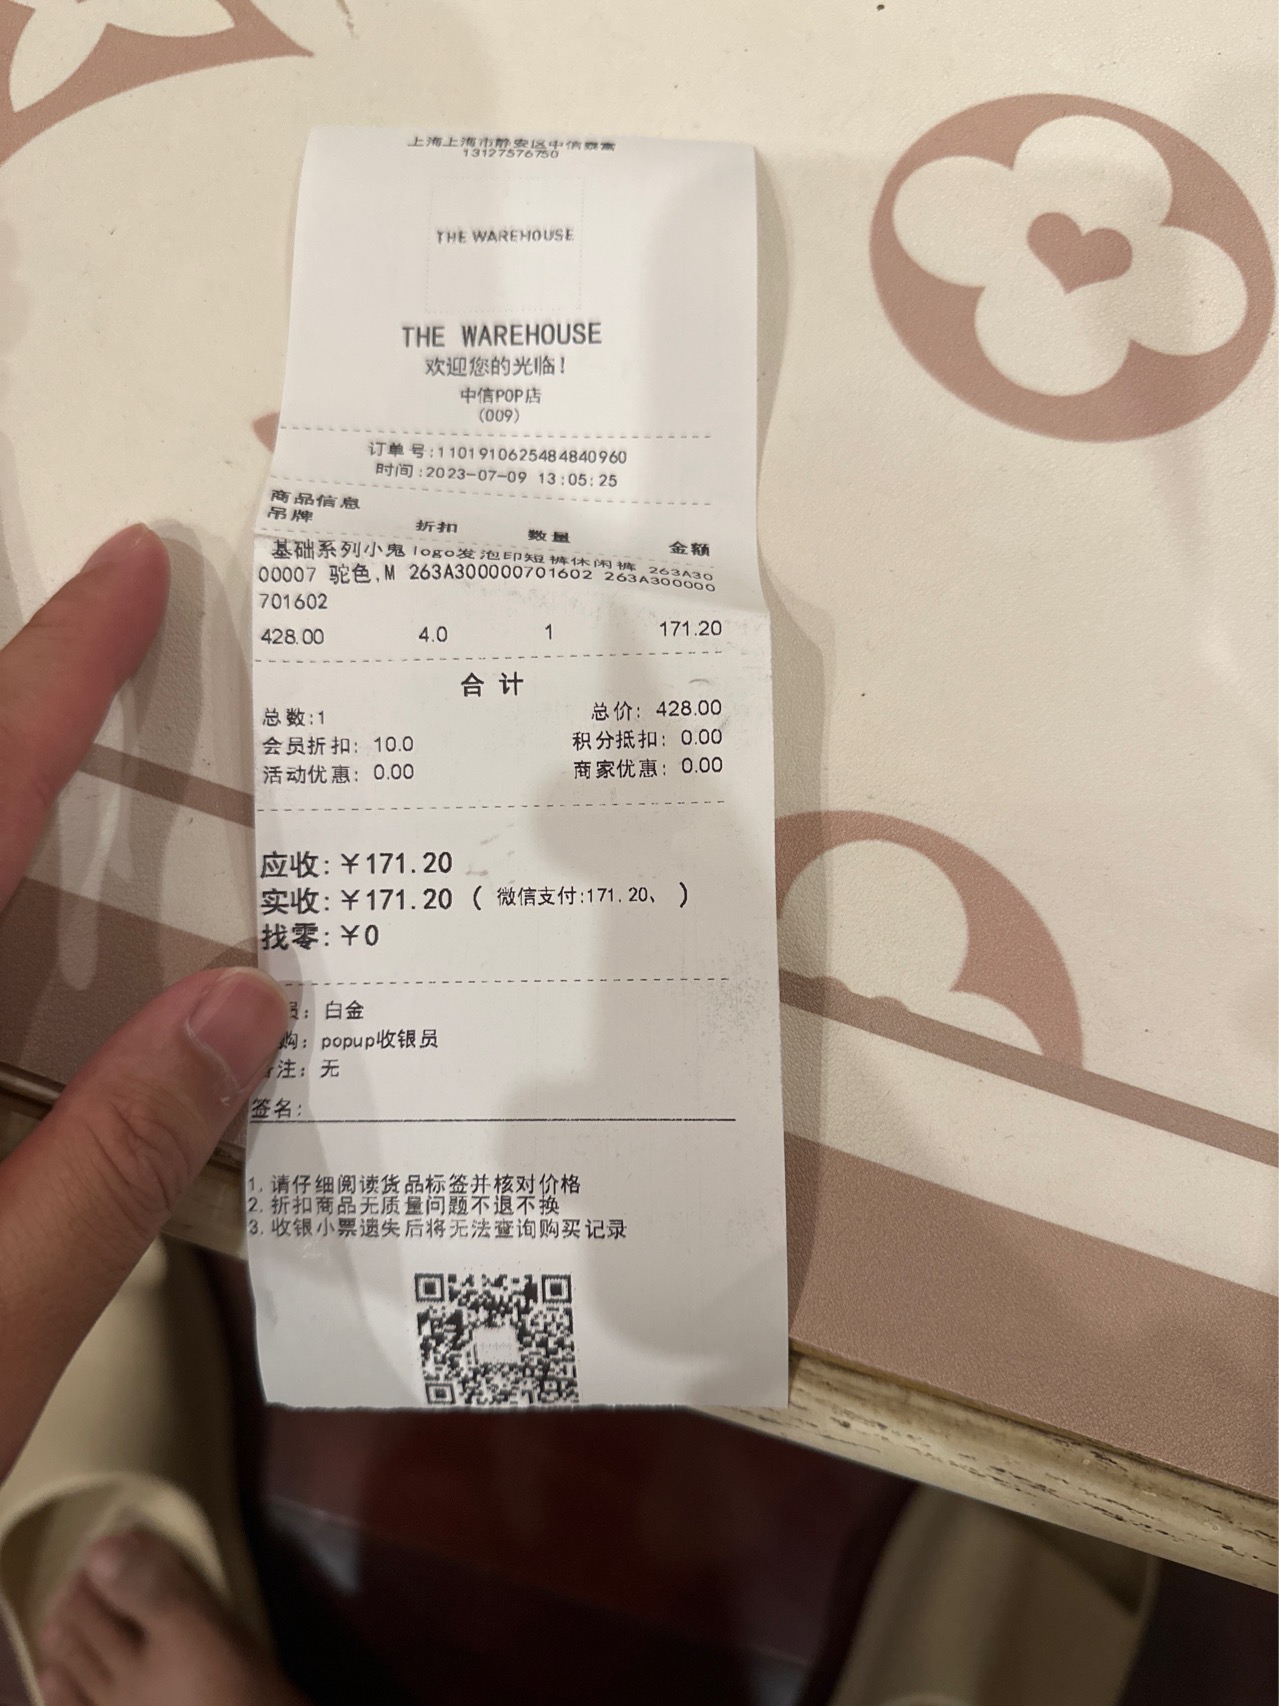 上海上海市静安区中信泰富
13127576750
THE WAREHOUSE
THE WAREHOUSE
欢迎您的光临！
中信POP店
(009)
订单号:1101910625484840960
时间:2023-07-09 13:05:25
商品信息
吊牌 折扣 数量 金额
基础系列小鬼logo发泡印短裤休闲裤 263A30
00007 驼色,M 263A300000701602 263A300000
701602
428.00 4.0 1 171.20
合计
总数:1 总价: 428.00
会员折扣: 10.0 积分抵扣: 0.00
活动优惠: 0.00 商家优惠: 0.00
应收:￥171.20
实收:￥171.20 ( 微信支付:171.20、 )
找零:￥0
员: 白金
购: popup收银员
注: 无
签名:
1. 请仔细阅读货品标签并核对价格
2. 折扣商品无质量问题不退不换
3. 收银小票遗失后将无法查询购买记录